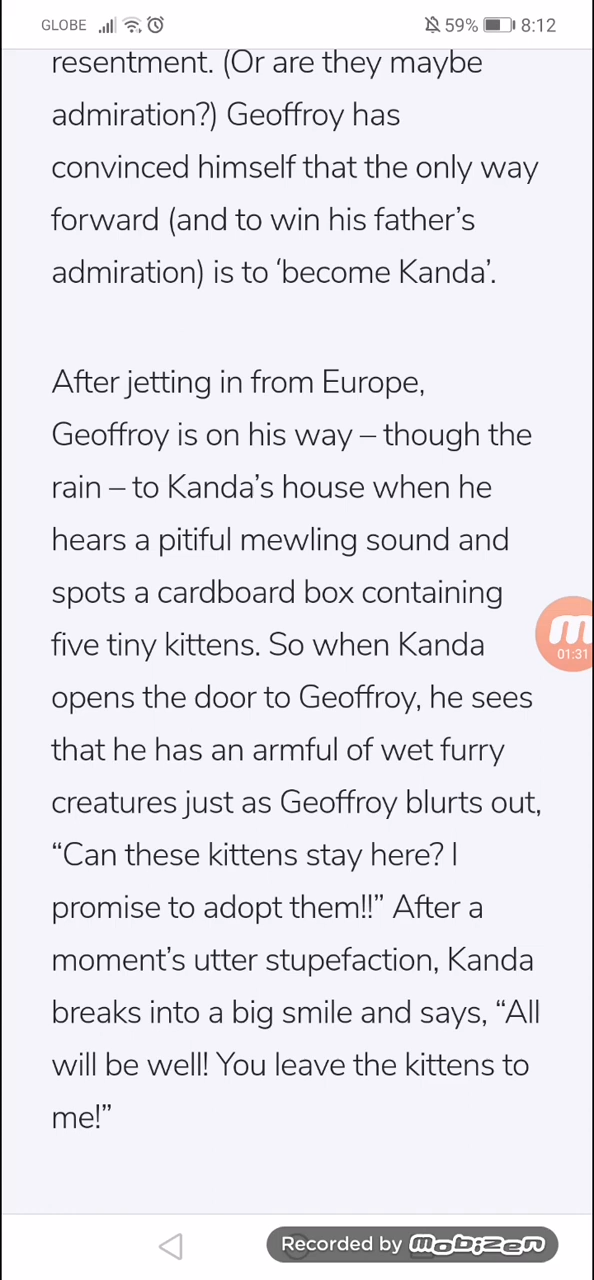 GLOBE 59% 8:12
resentment. (Or are they maybe
admiration?) Geoffroy has
convinced himself that the only way
forward (and to win his father’s
admiration) is to ‘become Kanda’.
After jetting in from Europe,
Geoffroy is on his way – though the
rain – to Kanda’s house when he
hears a pitiful mewling sound and
spots a cardboard box containing
five tiny kittens. So when Kanda
opens the door to Geoffroy, he sees
that he has an armful of wet furry
creatures just as Geoffroy blurts out,
“Can these kittens stay here? I
promise to adopt them!!” After a
moment’s utter stupefaction, Kanda
breaks into a big smile and says, “All
will be well! You leave the kittens to
me!”
m
01:31
Recorded by mobizen